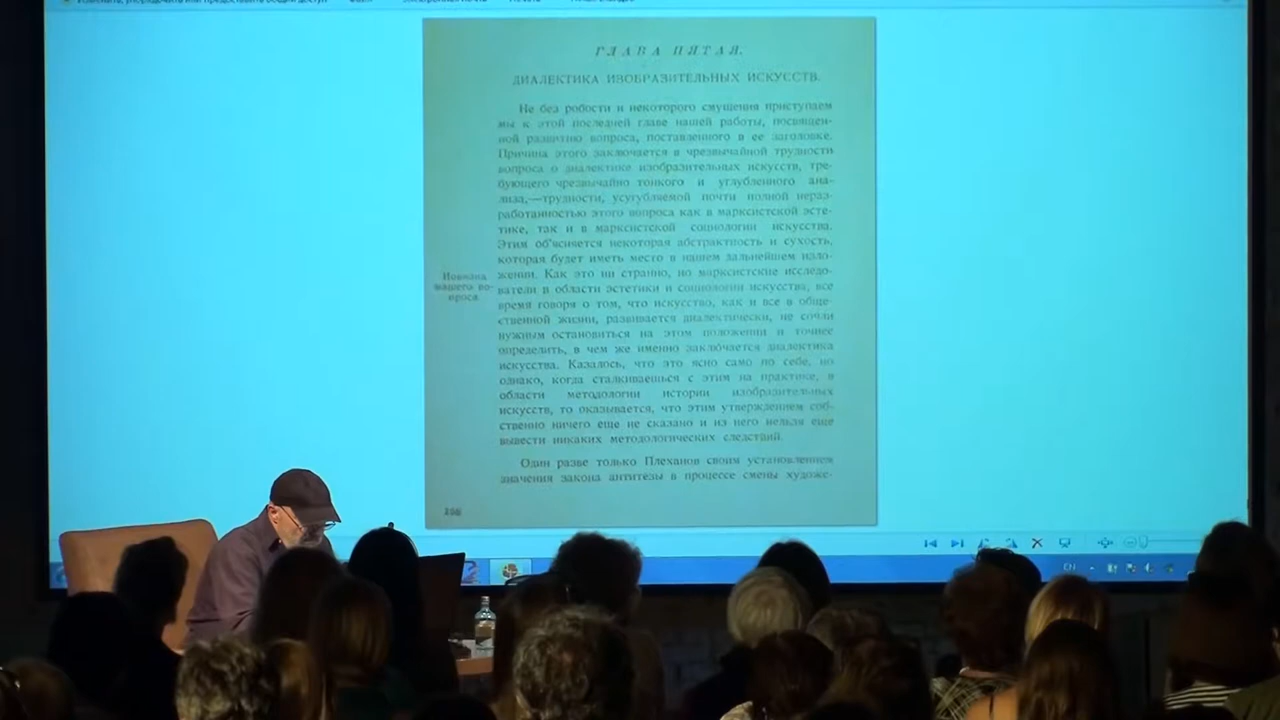 ГЛАВА ПЯТАЯ.
ДИАЛЕКТИКА ИЗОБРАЗИТЕЛЬНЫХ ИСКУССТВ.
Не без робости и некоторого смущения приступаем
мы к этой последней главе нашей работы, посвящен-
ной развитию вопроса, поставленного в ее заголовке.
Причина этого заключается в чрезвычайной трудности
вопроса о диалектике изобразительных искусств, тре-
бующего чрезвычайно тонкого и углубленного ана-
лиза,—трудности, усугубляемой почти полной нераз-
работанностью этого вопроса как в марксистской эсте-
тике, так и в марксистской социологии искусства.
Этим об'ясняется некоторая абстрактность и сухость,
которая будет иметь место в нашем дальнейшем изло-
жении. Как это ни странно, но марксистские исследо-
ватели в области эстетики и социологии искусства, все
время говоря о том, что искусство, как и все в обще-
ственной жизни, развивается диалектически, не сочли
нужным остановиться на этом положении и точнее
определить, в чем же именно заключается диалектика
искусства. Казалось, что это ясно само по себе, но
однако, когда сталкиваешься с этим на практике, в
области методологии истории изобразительных
искусств, то оказывается, что этим утверждением соб-
ственно ничего еще не сказано и из него нельзя еще
вывести никаких методологических следствий.
Один разве только Плеханов своим установлением
значения закона антитезы в процессе смены художе-
Новизна
нашего во-
проса
EN